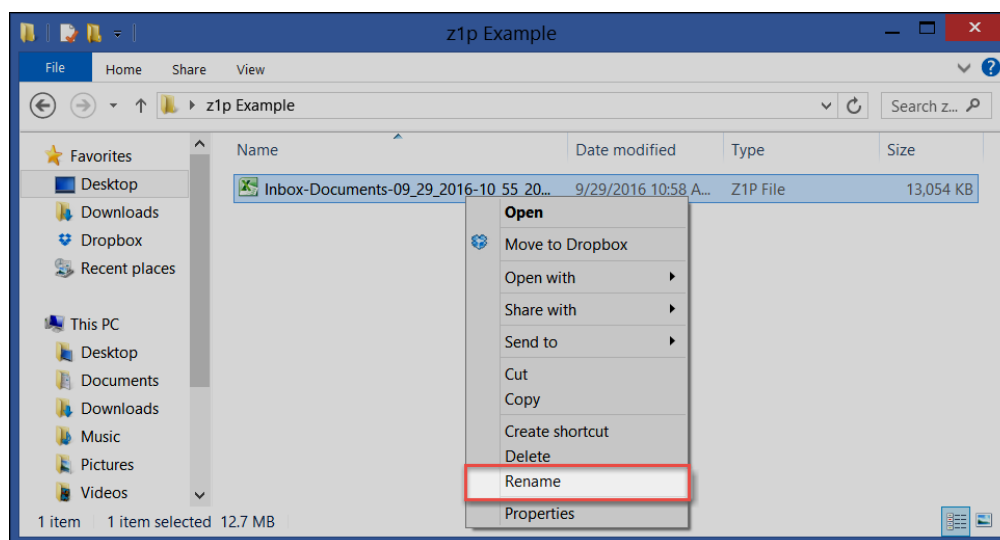 z1p Example
File Home Share View
z1p Example Search z...
Favorites
Desktop
Downloads
Dropbox
Recent places
This PC
Desktop
Documents
Downloads
Music
Pictures
Videos
Name Date modified Type Size
Inbox-Documents-09_29_2016-10_55_20... 9/29/2016 10:58 A... Z1P File 13,054 KB
Open
Move to Dropbox
Open with
Share with
Send to
Cut
Copy
Create shortcut
Delete
Rename
Properties
1 item 1 item selected 12.7 MB